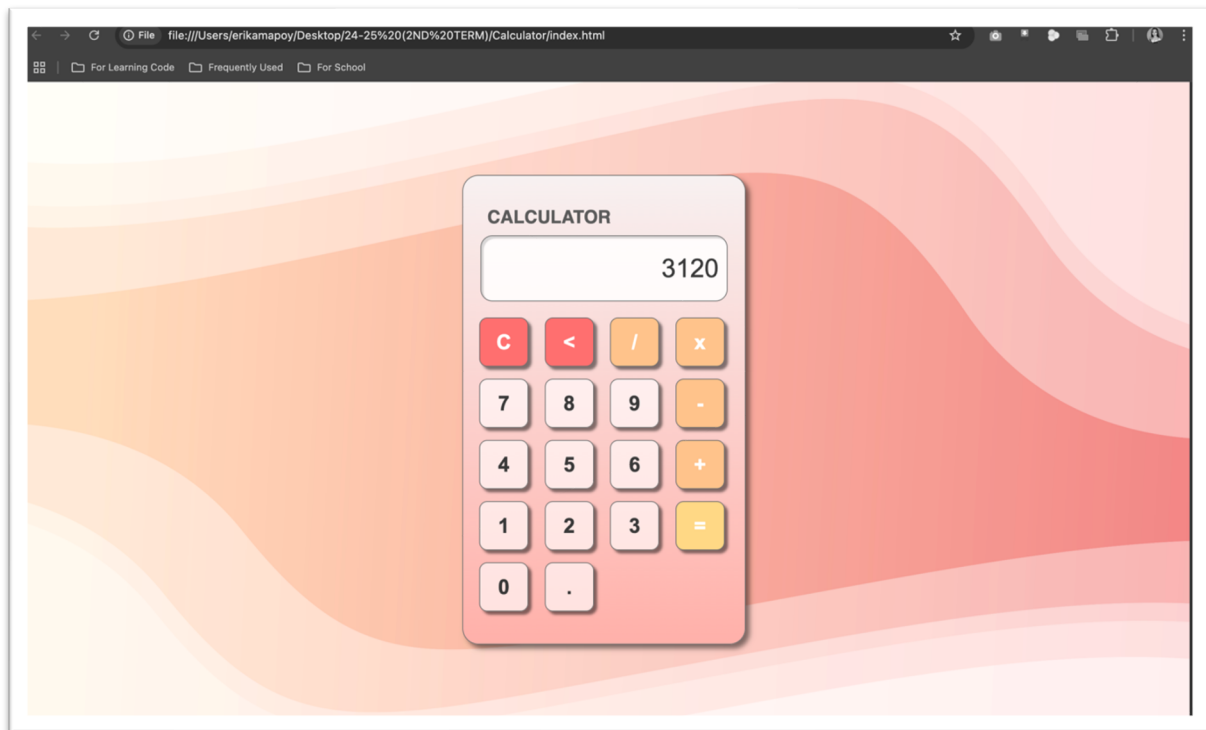 File file:///Users/erikamapoy/Desktop/24-25%20(2ND%20TERM)/Calculator/index.html
For Learning Code Frequently Used For School
CALCULATOR
3120
C < / x
7 8 9 -
4 5 6 +
1 2 3 =
0 .